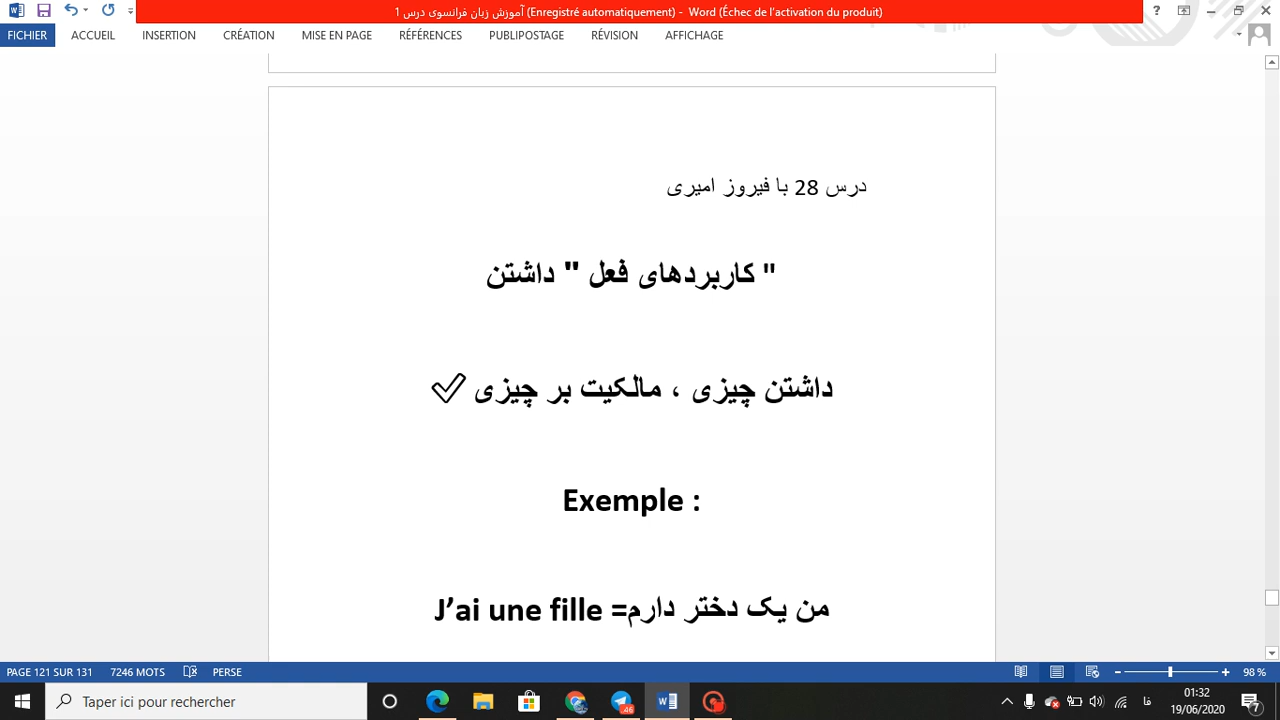 آموزش زبان فرانسوی درس 1 (Enregistré automatiquement) - Word (Échec de l'activation du produit)
FICHIER ACCUEIL INSERTION CRÉATION MISE EN PAGE RÉFÉRENCES PUBLIPOSTAGE RÉVISION AFFICHAGE
درس 28 با فیروز امیری
" کاربردهای فعل " داشتن
داشتن چیزی ، مالکیت بر چیزی ✓
Exemple :
J’ai une fille =من یک دختر دارم
PAGE 121 SUR 131 7246 MOTS PERSE 98 %
Taper ici pour rechercher 46 فا 01:32
19/06/2020 7